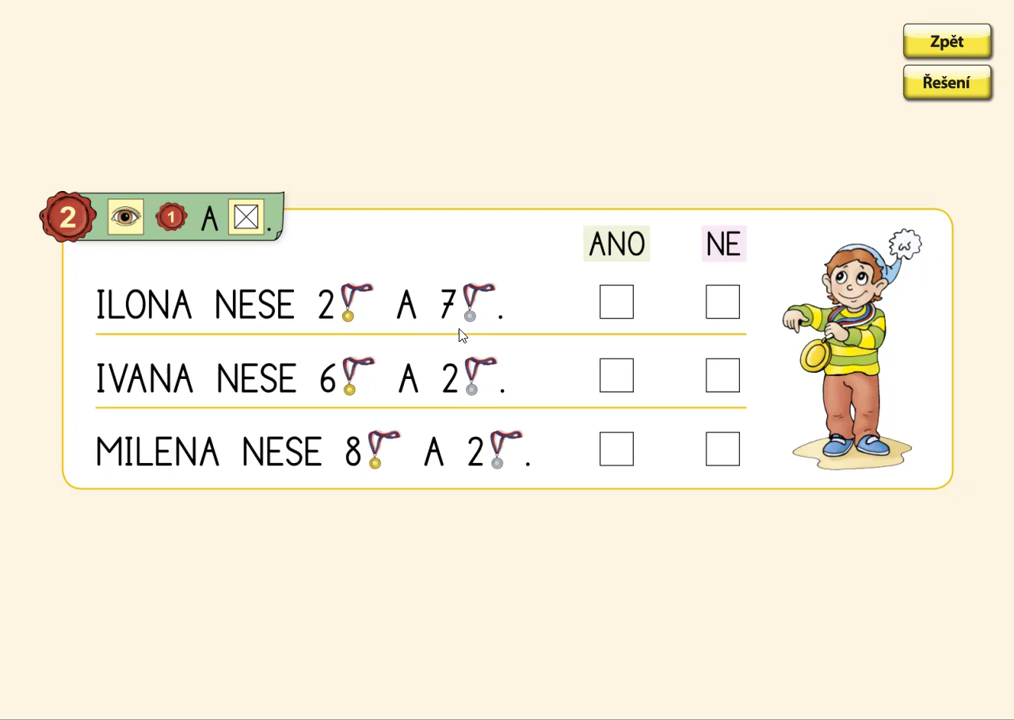 Zpět
Řešení
2 1 A .
ANO NE
ILONA NESE 2 A 7 .
IVANA NESE 6 A 2 .
MILENA NESE 8 A 2 .